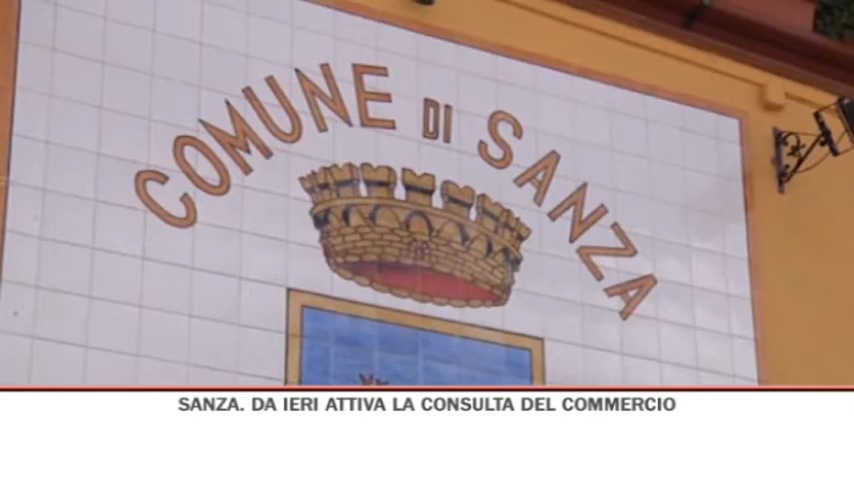 COMUNE DI SANZA
SANZA. DA IERI ATTIVA LA CONSULTA DEL COMMERCIO